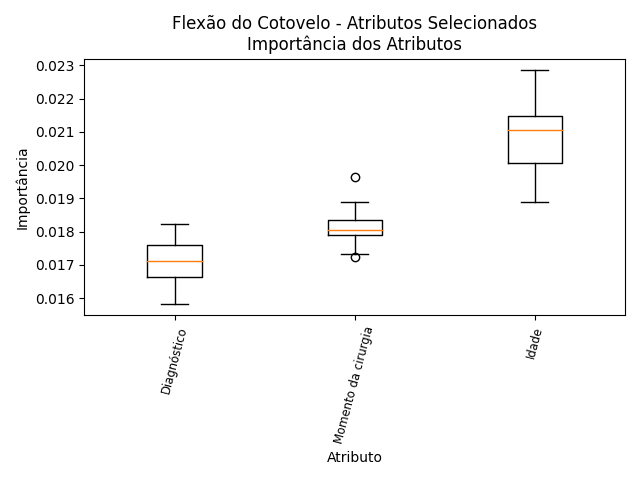 Flexão do Cotovelo - Atributos Selecionados
Importância dos Atributos
0.023
0.022
0.021
0.020
0.019
0.018
0.017
0.016
Importância
Diagnóstico
Momento da cirurgia
Idade
Atributo